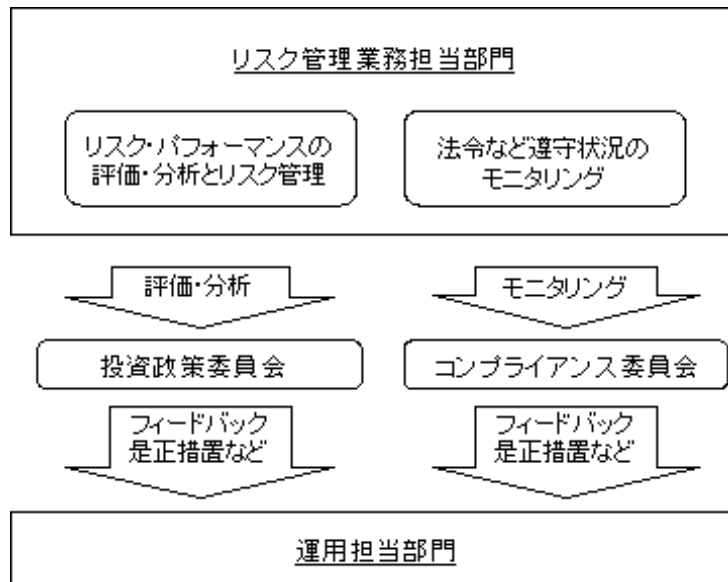 リスク管理業務担当部門
リスク・パフォーマンスの
評価・分析とリスク管理
法令など遵守状況の
モニタリング
評価・分析
モニタリング
投資政策委員会
コンプライアンス委員会
フィードバック
是正措置など
フィードバック
是正措置など
運用担当部門